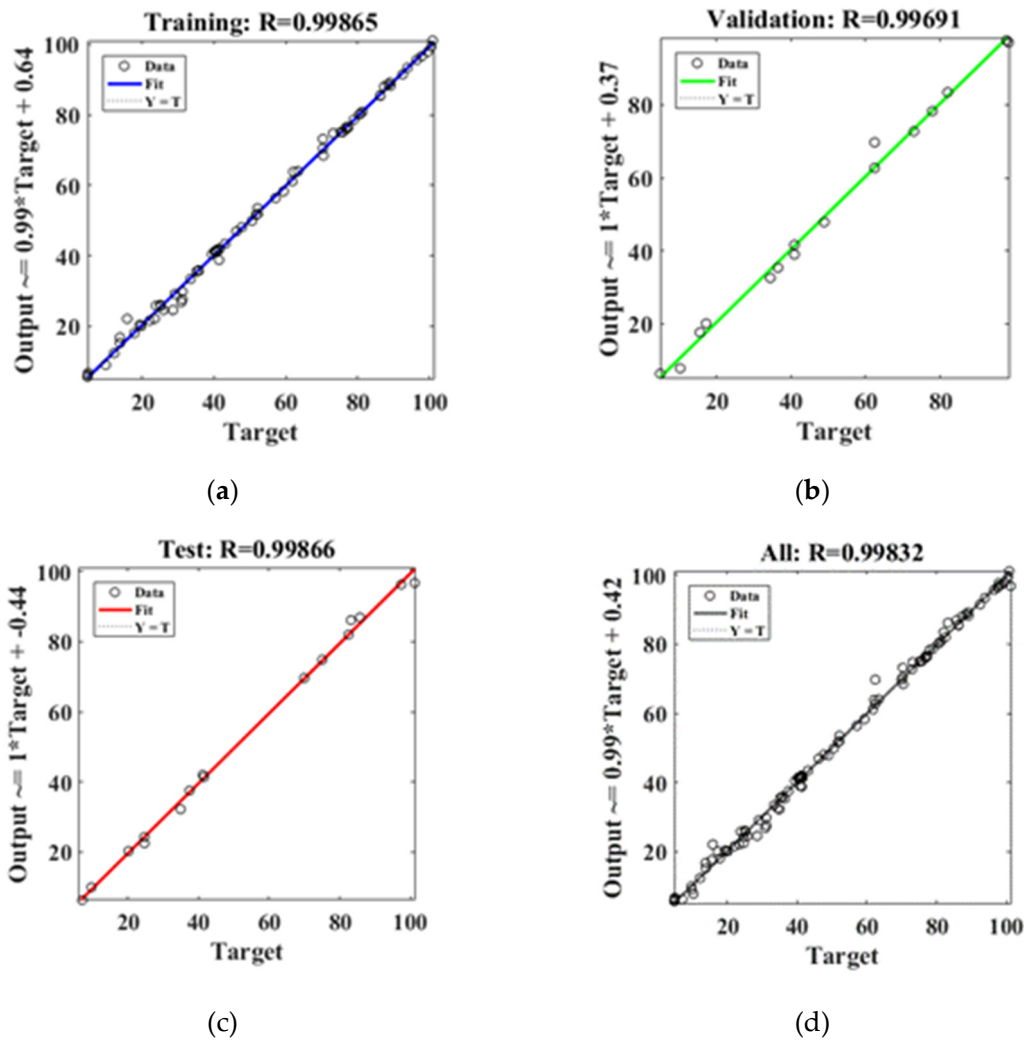 Training: R=0.99865
Output ~= 0.99*Target + 0.64
100
80
60
40
20
Data
Fit
Y = T
20 40 60 80 100
Target
(a)
Validation: R=0.99691
Output ~= 1*Target + 0.37
80
60
40
20
Data
Fit
Y = T
20 40 60 80
Target
(b)
Test: R=0.99866
Output ~= 1*Target + -0.44
100
80
60
40
20
Data
Fit
Y = T
20 40 60 80 100
Target
(c)
All: R=0.99832
Output ~= 0.99*Target + 0.42
100
80
60
40
20
Data
Fit
Y = T
20 40 60 80 100
Target
(d)